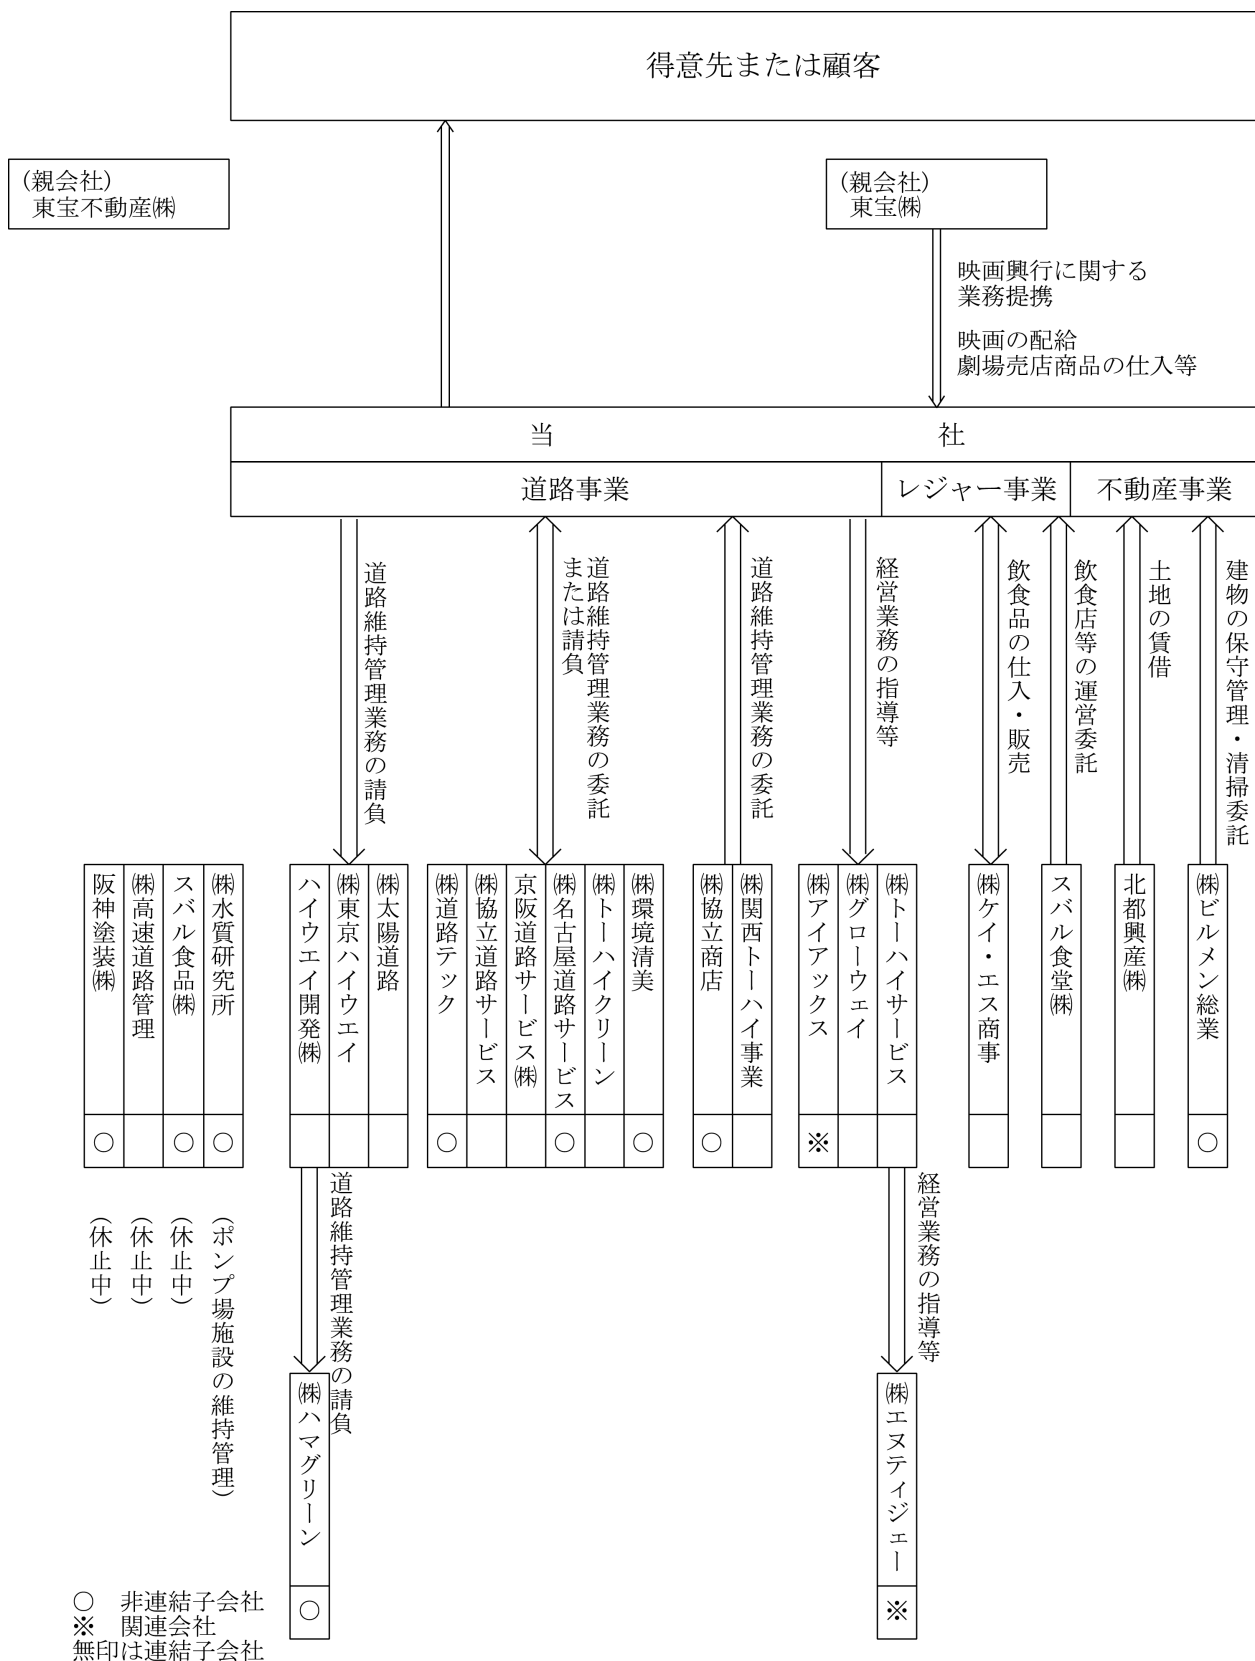 得意先または顧客
(親会社)
東宝不動産㈱
(親会社)
東宝㈱
映画興行に関する
業務提携
映画の配給
劇場売店商品の仕入等
当 社
道路事業
レジャー事業
不動産事業
道路維持管理業務の請負
道路維持管理業務の委託
または請負
道路維持管理業務の委託
経営業務の指導等
飲食品の仕入・販売
飲食店等の運営委託
土地の賃借
建物の保守管理・清掃委託
阪神塗装㈱
㈱高速道路管理
スバル食品㈱
㈱水質研究所
ハイウエイ開発㈱
㈱東京ハイウエイ
㈱太陽道路
㈱道路テック
㈱協立道路サービス
京阪道路サービス㈱
㈱名古屋道路サービス
㈱トーハイクリーン
㈱環境清美
㈱協立商店
㈱関西トーハイ事業
㈱アイアックス
㈱グローウェイ
㈱トーハイサービス
㈱ケイ・エス商事
スバル食堂㈱
北都興産㈱
㈱ビルメン総業
○
○
○
○
○
○
○
※
○
(休止中)
(休止中)
(休止中)
(ポンプ場施設の維持管理)
道路維持管理業務の請負
経営業務の指導等
㈱ハマグリーン
○
㈱エヌティジェー
※
○ 非連結子会社
※ 関連会社
無印は連結子会社